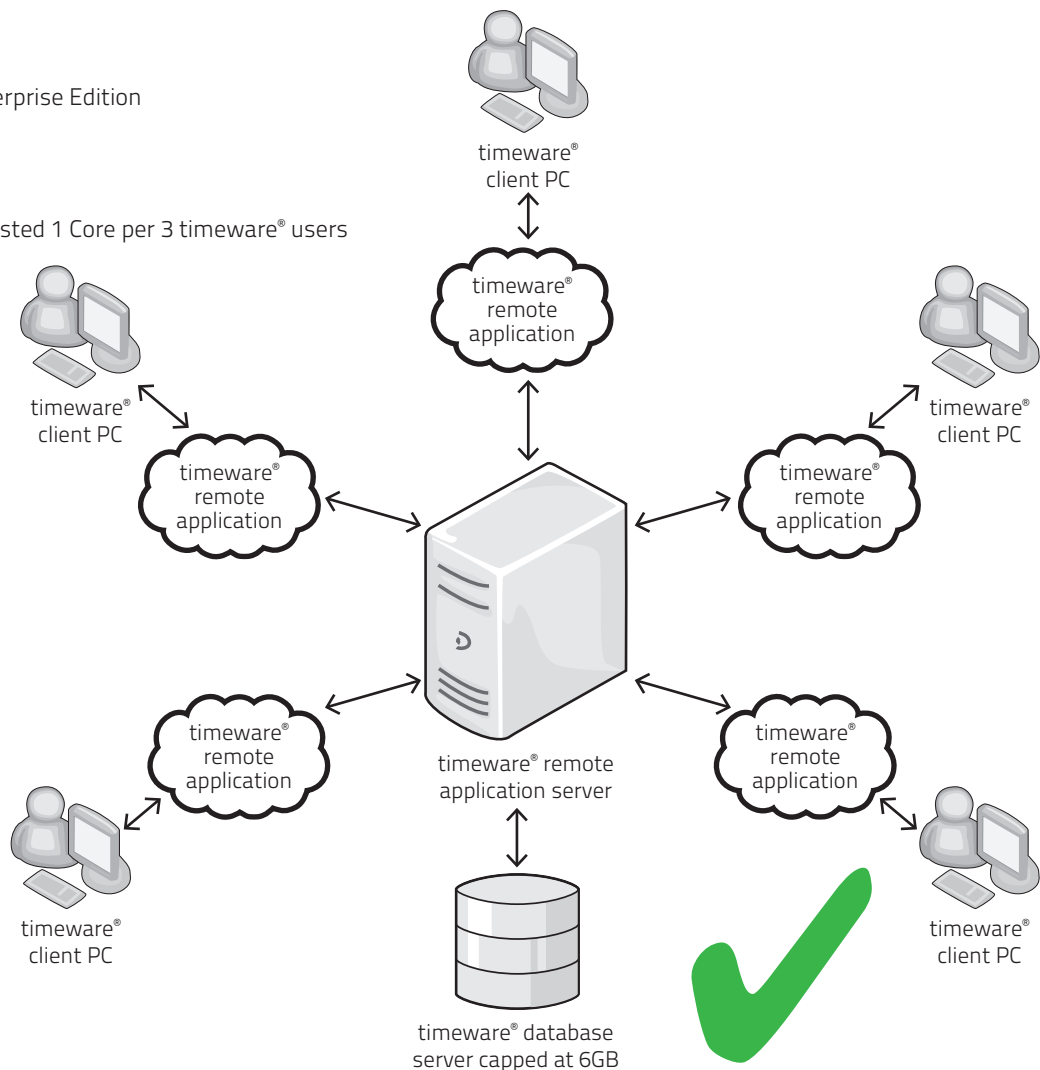 erprise Edition
timeware®
client PC
sted 1 Core per 3 timeware® users
timeware®
remote
application
timeware®
client PC
timeware®
client PC
timeware®
remote
application
timeware®
remote
application
timeware®
remote
application
timeware®
remote
application
timeware® remote
application server
timeware®
client PC
timeware®
client PC
timeware® database
server capped at 6GB